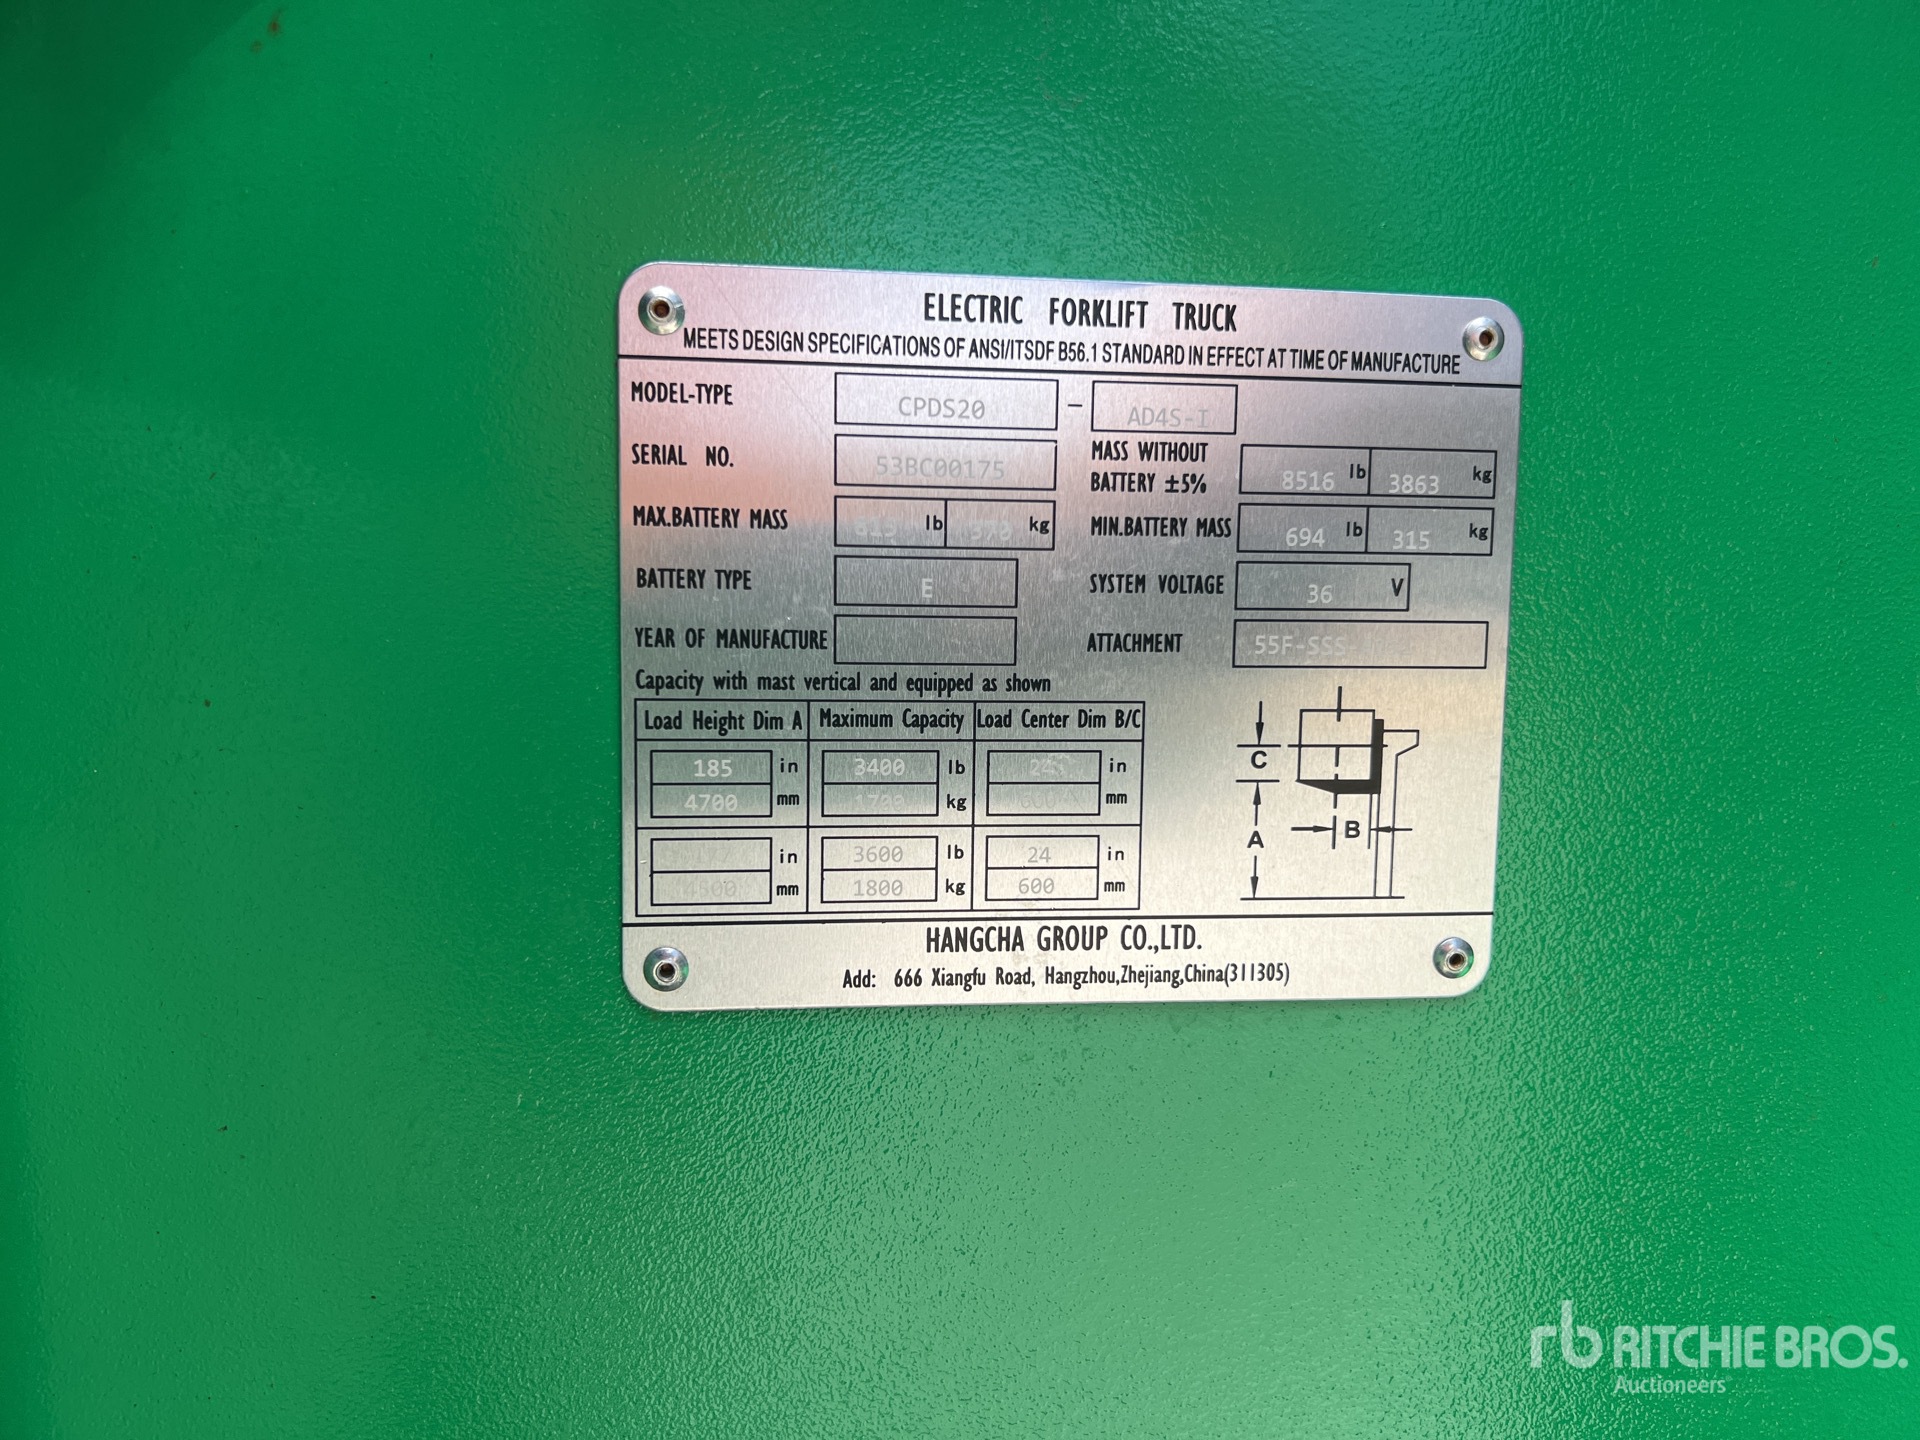 ELECTRIC FORKLIFT TRUCK
MEETS DESIGN SPECIFICATIONS OF ANSI/ITSDF B56.1 STANDARD IN EFFECT AT TIME OF MANUFACTURE
MODEL-TYPE CPDS20 - AD4S-I
SERIAL NO. 53BC00175
MASS WITHOUT BATTERY ±5% 8516 lb 3863 kg
MAX.BATTERY MASS lb kg
MIN.BATTERY MASS 694 lb 315 kg
BATTERY TYPE E
SYSTEM VOLTAGE 36 V
YEAR OF MANUFACTURE
ATTACHMENT 55F-SSS
Capacity with mast vertical and equipped as shown
Load Height Dim A Maximum Capacity Load Center Dim B/C
185 in 3400 lb 24 in
4700 mm kg 600 mm
in 3600 lb 24 in
4500 mm 1800 kg 600 mm
C
A
B
HANGCHA GROUP CO.,LTD.
Add: 666 Xiangfu Road, Hangzhou,Zhejiang,China(311305)
rb RITCHIE BROS.
Auctioneers